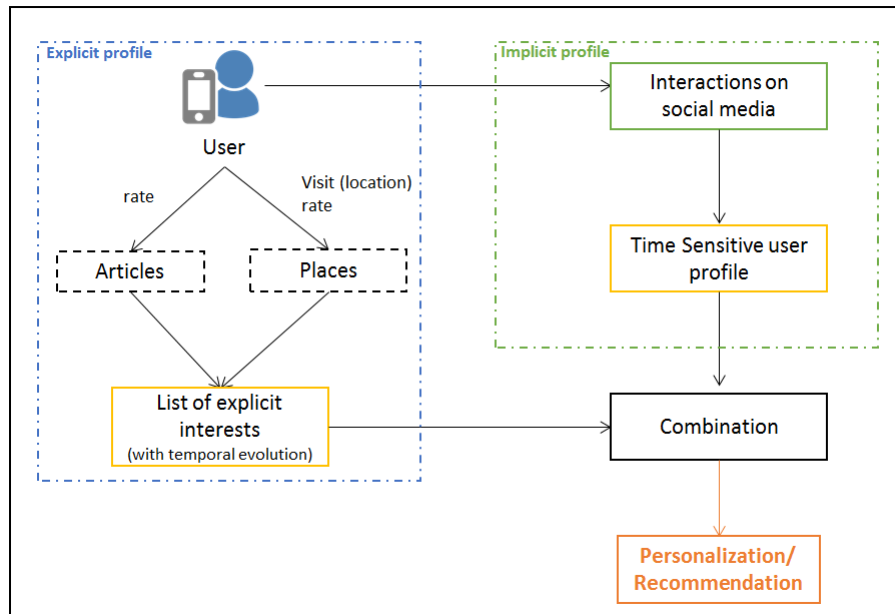 Explicit profile
User
rate
Visit (location)
rate
Articles
Places
List of explicit
interests
(with temporal evolution)
Implicit profile
Interactions on
social media
Time Sensitive user
profile
Combination
Personalization/
Recommendation